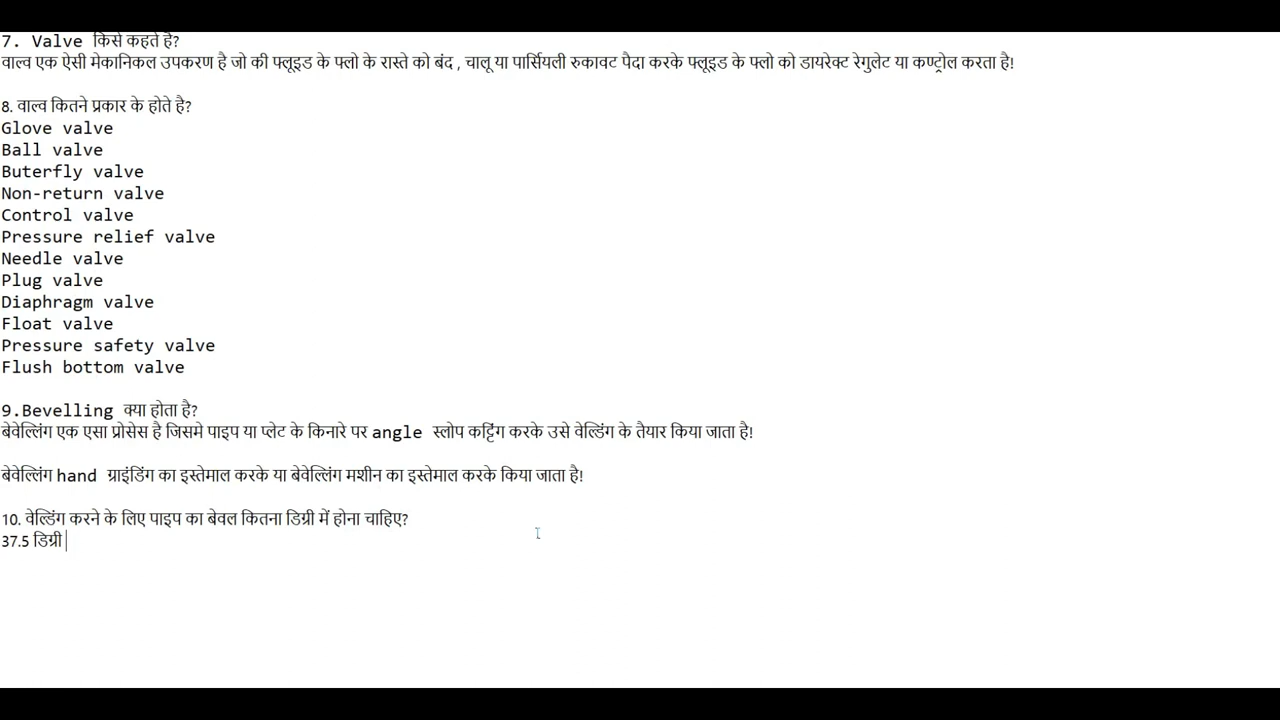 7. Valve किसे कहते है?
वाल्व एक ऐसी मेकानिकल उपकरण है जो की फ्लूइड के फ्लो के रास्ते को बंद , चालू या पार्सियली रुकावट पैदा करके फ्लूइड के फ्लो को डायरेक्ट रेगुलेट या कण्ट्रोल करता है!
8. वाल्व कितने प्रकार के होते है?
Glove valve
Ball valve
Buterfly valve
Non-return valve
Control valve
Pressure relief valve
Needle valve
Plug valve
Diaphragm valve
Float valve
Pressure safety valve
Flush bottom valve
9.Bevelling क्या होता है?
बेवेल्लिंग एक एसा प्रोसेस है जिसमे पाइप या प्लेट के किनारे पर angle स्लोप कट्टिंग करके उसे वेल्डिंग के तैयार किया जाता है!
बेवेल्लिंग hand ग्राइंडिंग का इस्तेमाल करके या बेवेल्लिंग मशीन का इस्तेमाल करके किया जाता है!
10. वेल्डिंग करने के लिए पाइप का बेवल कितना डिग्री में होना चाहिए?
37.5 डिग्री